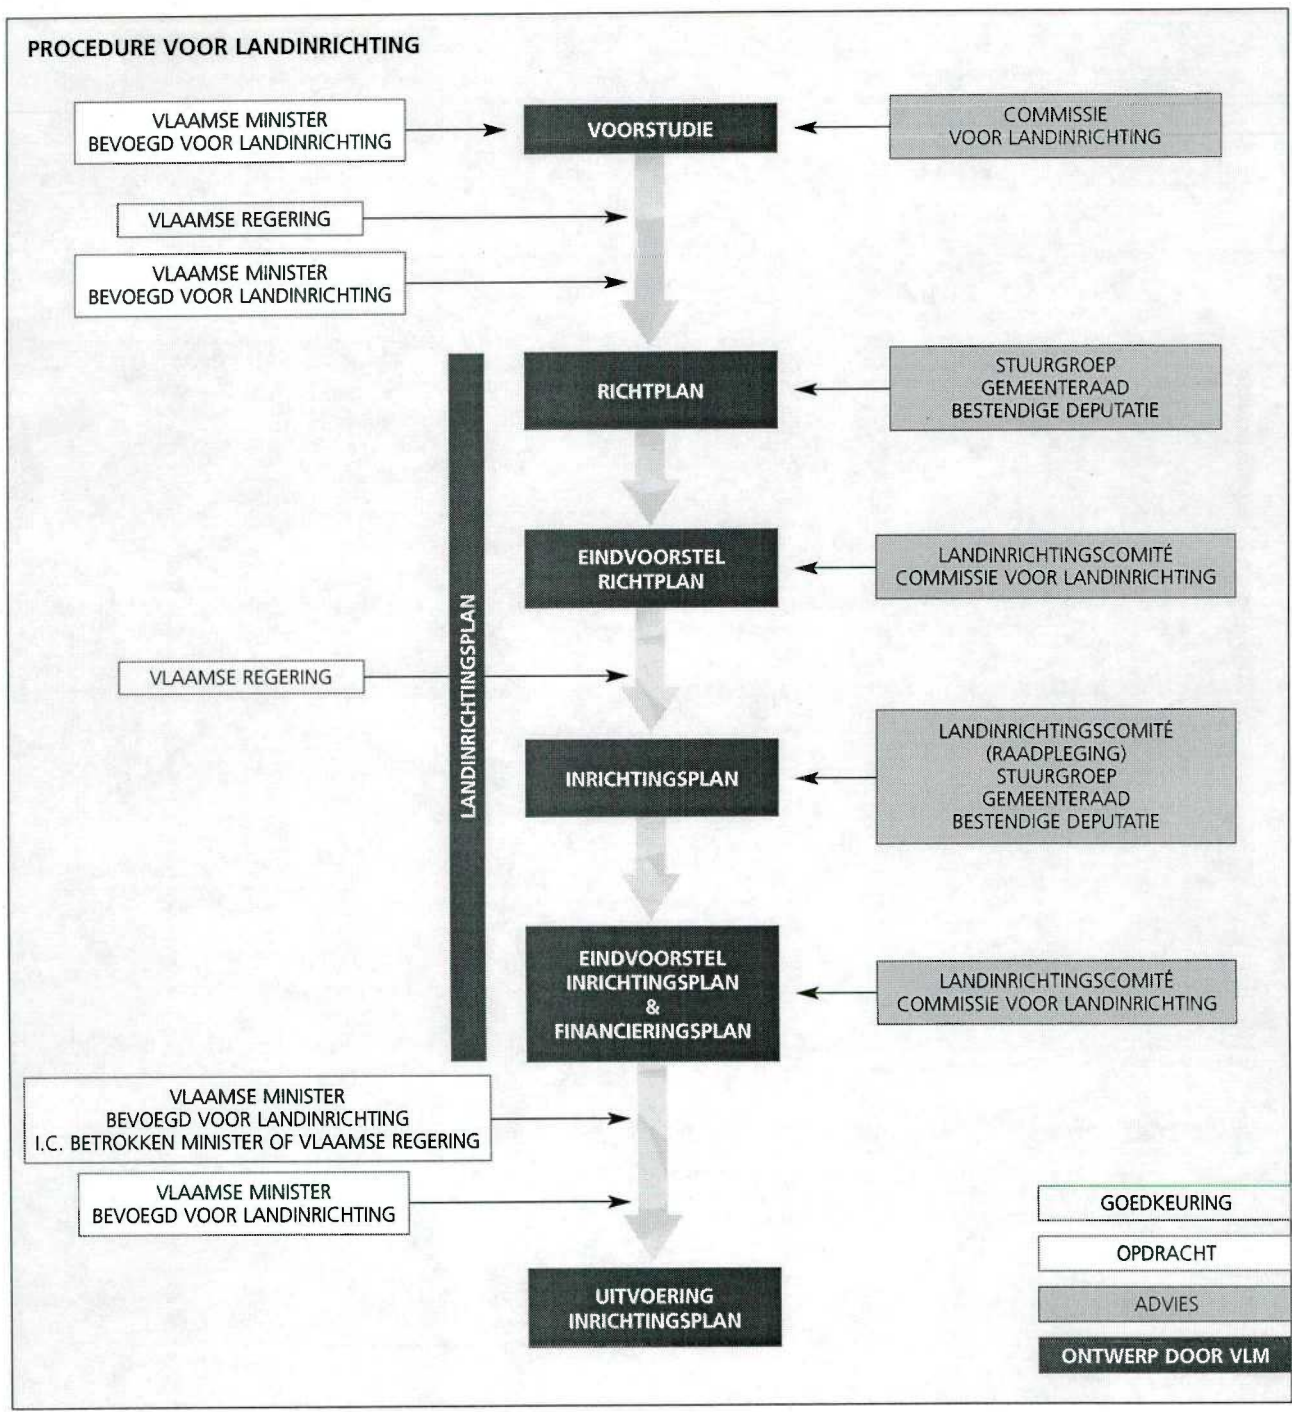 PROCEDURE VOOR LANDINRICHTING
VLAAMSE MINISTER
BEVOEGD VOOR LANDINRICHTING
VOORSTUDIE
COMMISSIE
VOOR LANDINRICHTING
VLAAMSE REGERING
VLAAMSE MINISTER
BEVOEGD VOOR LANDINRICHTING
LANDINRICHTINGSPLAN
RICHTPLAN
STUURGROEP
GEMEENTERAAD
BESTENDIGE DEPUTATIE
EINDVOORSTEL
RICHTPLAN
LANDINRICHTINGSCOMITÉ
COMMISSIE VOOR LANDINRICHTING
VLAAMSE REGERING
INRICHTINGSPLAN
LANDINRICHTINGSCOMITÉ
(RAADPLEGING)
STUURGROEP
GEMEENTERAAD
BESTENDIGE DEPUTATIE
EINDVOORSTEL
INRICHTINGSPLAN
&
FINANCIERINGSPLAN
LANDINRICHTINGSCOMITÉ
COMMISSIE VOOR LANDINRICHTING
VLAAMSE MINISTER
BEVOEGD VOOR LANDINRICHTING
I.C. BETROKKEN MINISTER OF VLAAMSE REGERING
VLAAMSE MINISTER
BEVOEGD VOOR LANDINRICHTING
UITVOERING
INRICHTINGSPLAN
GOEDKEURING
OPDRACHT
ADVIES
ONTWERP DOOR VLM